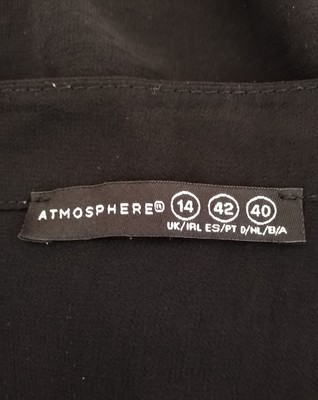 ATMOSPHERE® 14 42 40
UK/IRL ES/PT D/NL/B/A